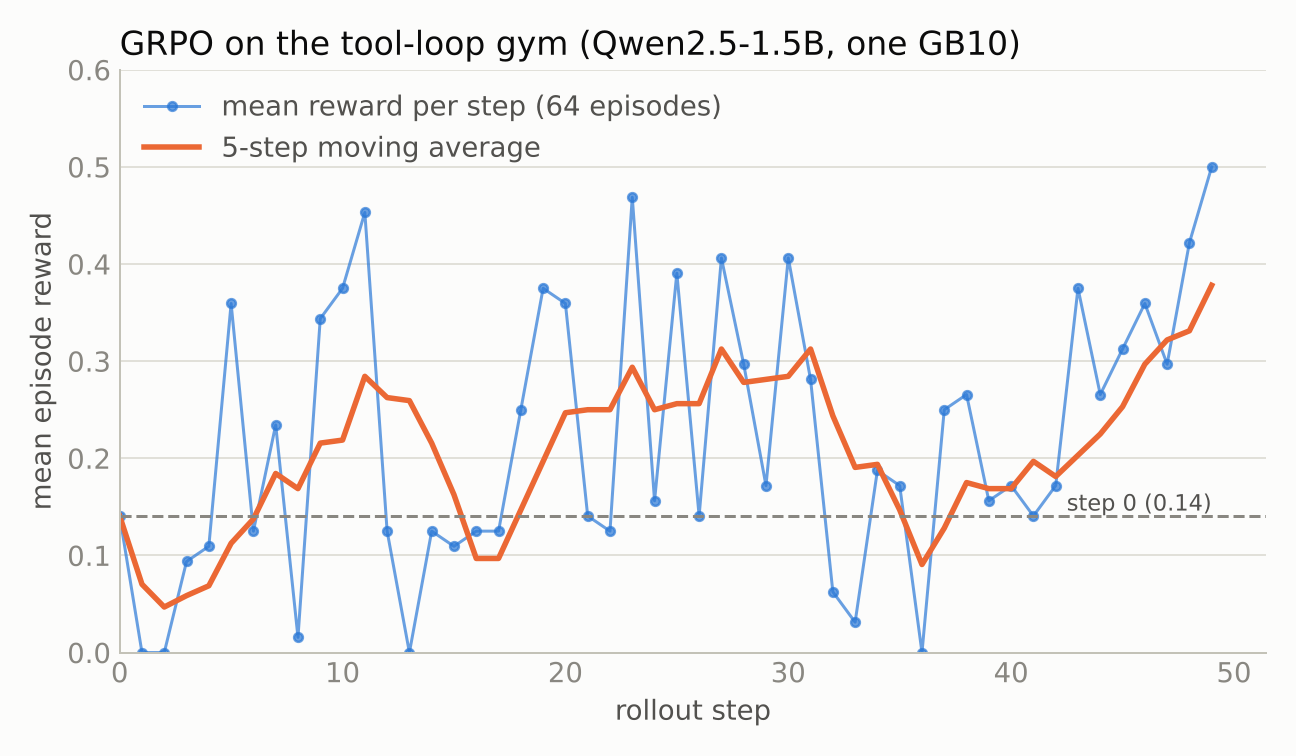 GRPO on the tool-loop gym (Qwen2.5-1.5B, one GB10)
0.6
mean reward per step (64 episodes)
5-step moving average
0.5
0.4
0.3
0.2
0.1
0.0
mean episode reward
step 0 (0.14)
0 10 20 30 40 50
rollout step